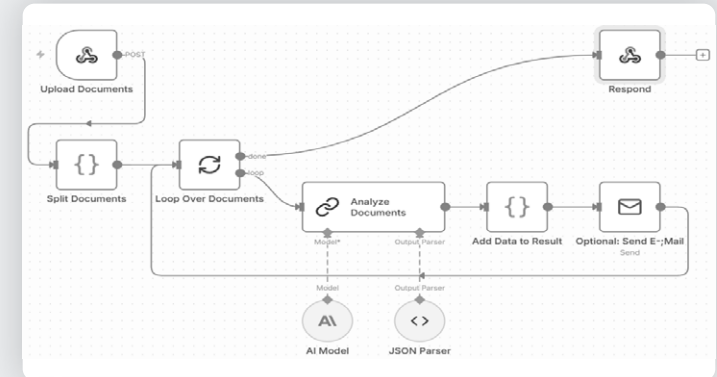 POST
Upload Documents
Respond
done
loop
Split Documents
Loop Over Documents
Analyze
Documents
Add Data to Result
Optional: Send E-;Mail
Send
Model*
Output Parser
Model
Output Parser
AI Model
JSON Parser